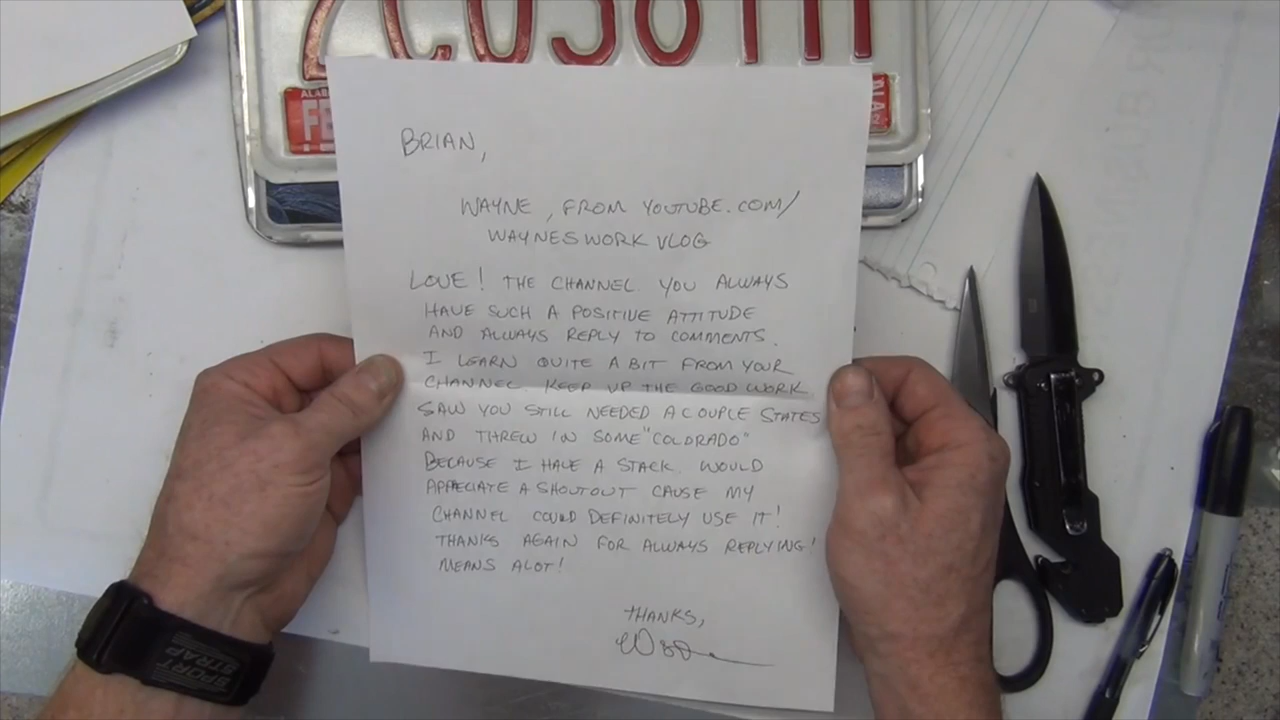 BRIAN,
WAYNE, FROM YOUTUBE.COM/
WAYNESWORK VLOG
LOVE! THE CHANNEL. YOU ALWAYS
HAVE SUCH A POSITIVE ATTITUDE
AND ALWAYS REPLY TO COMMENTS.
I LEARN QUITE A BIT FROM YOUR
CHANNEL. KEEP UP THE GOOD WORK.
SAW YOU STILL NEEDED A COUPLE STATES
AND THREW IN SOME "COLORADO"
BECAUSE I HAVE A STACK. WOULD
APPRECIATE A SHOUTOUT CAUSE MY
CHANNEL COULD DEFINITELY USE IT!
THANKS AGAIN FOR ALWAYS REPLYING!
MEANS ALOT!
THANKS,
SPORT
STRAP